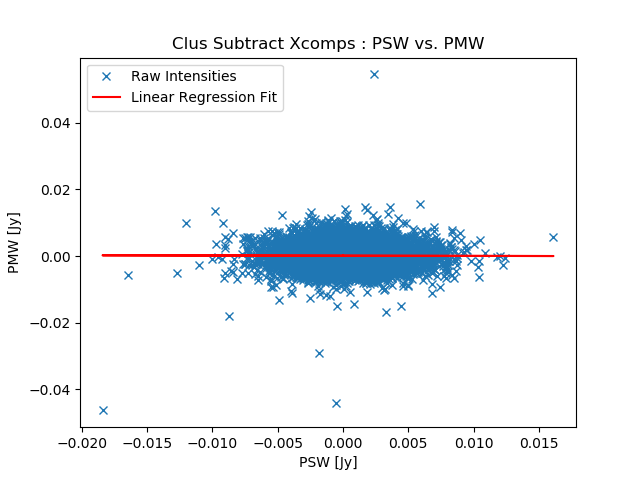 Clus Subtract Xcomps : PSW vs. PMW
Raw Intensities
Linear Regression Fit
PMW [Jy]
0.04
0.02
0.00
−0.02
−0.04
−0.020
−0.015
−0.010
−0.005
0.000
0.005
0.010
0.015
PSW [Jy]